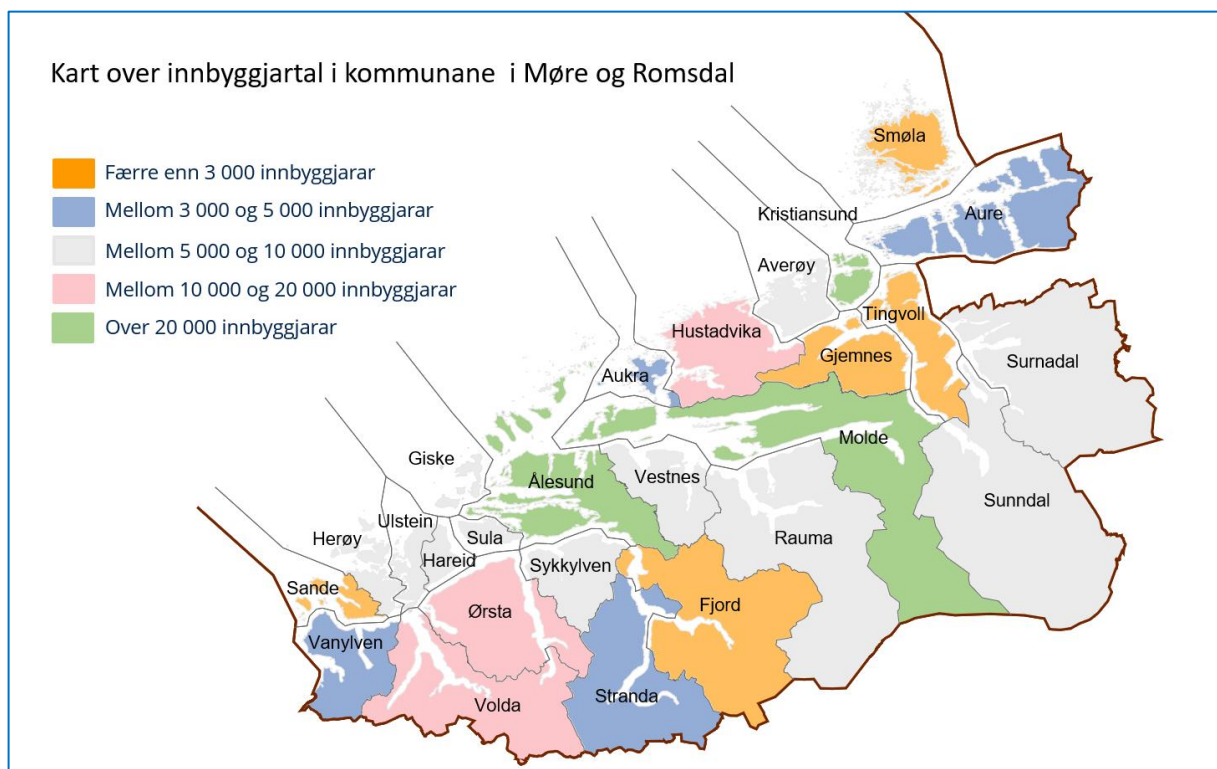 Kart over innbyggjartal i kommunane i Møre og Romsdal
Færre enn 3 000 innbyggjarar
Mellom 3 000 og 5 000 innbyggjarar
Mellom 5 000 og 10 000 innbyggjarar
Mellom 10 000 og 20 000 innbyggjarar
Over 20 000 innbyggjarar
Smøla
Kristiansund
Aure
Averøy
Tingvoll
Hustadvika
Gjemnes
Surnadal
Aukra
Molde
Giske
Ålesund
Vestnes
Sunndal
Ulstein
Herøy
Sula
Rauma
Hareid
Sykkylven
Sande
Ørsta
Fjord
Vanylven
Stranda
Volda